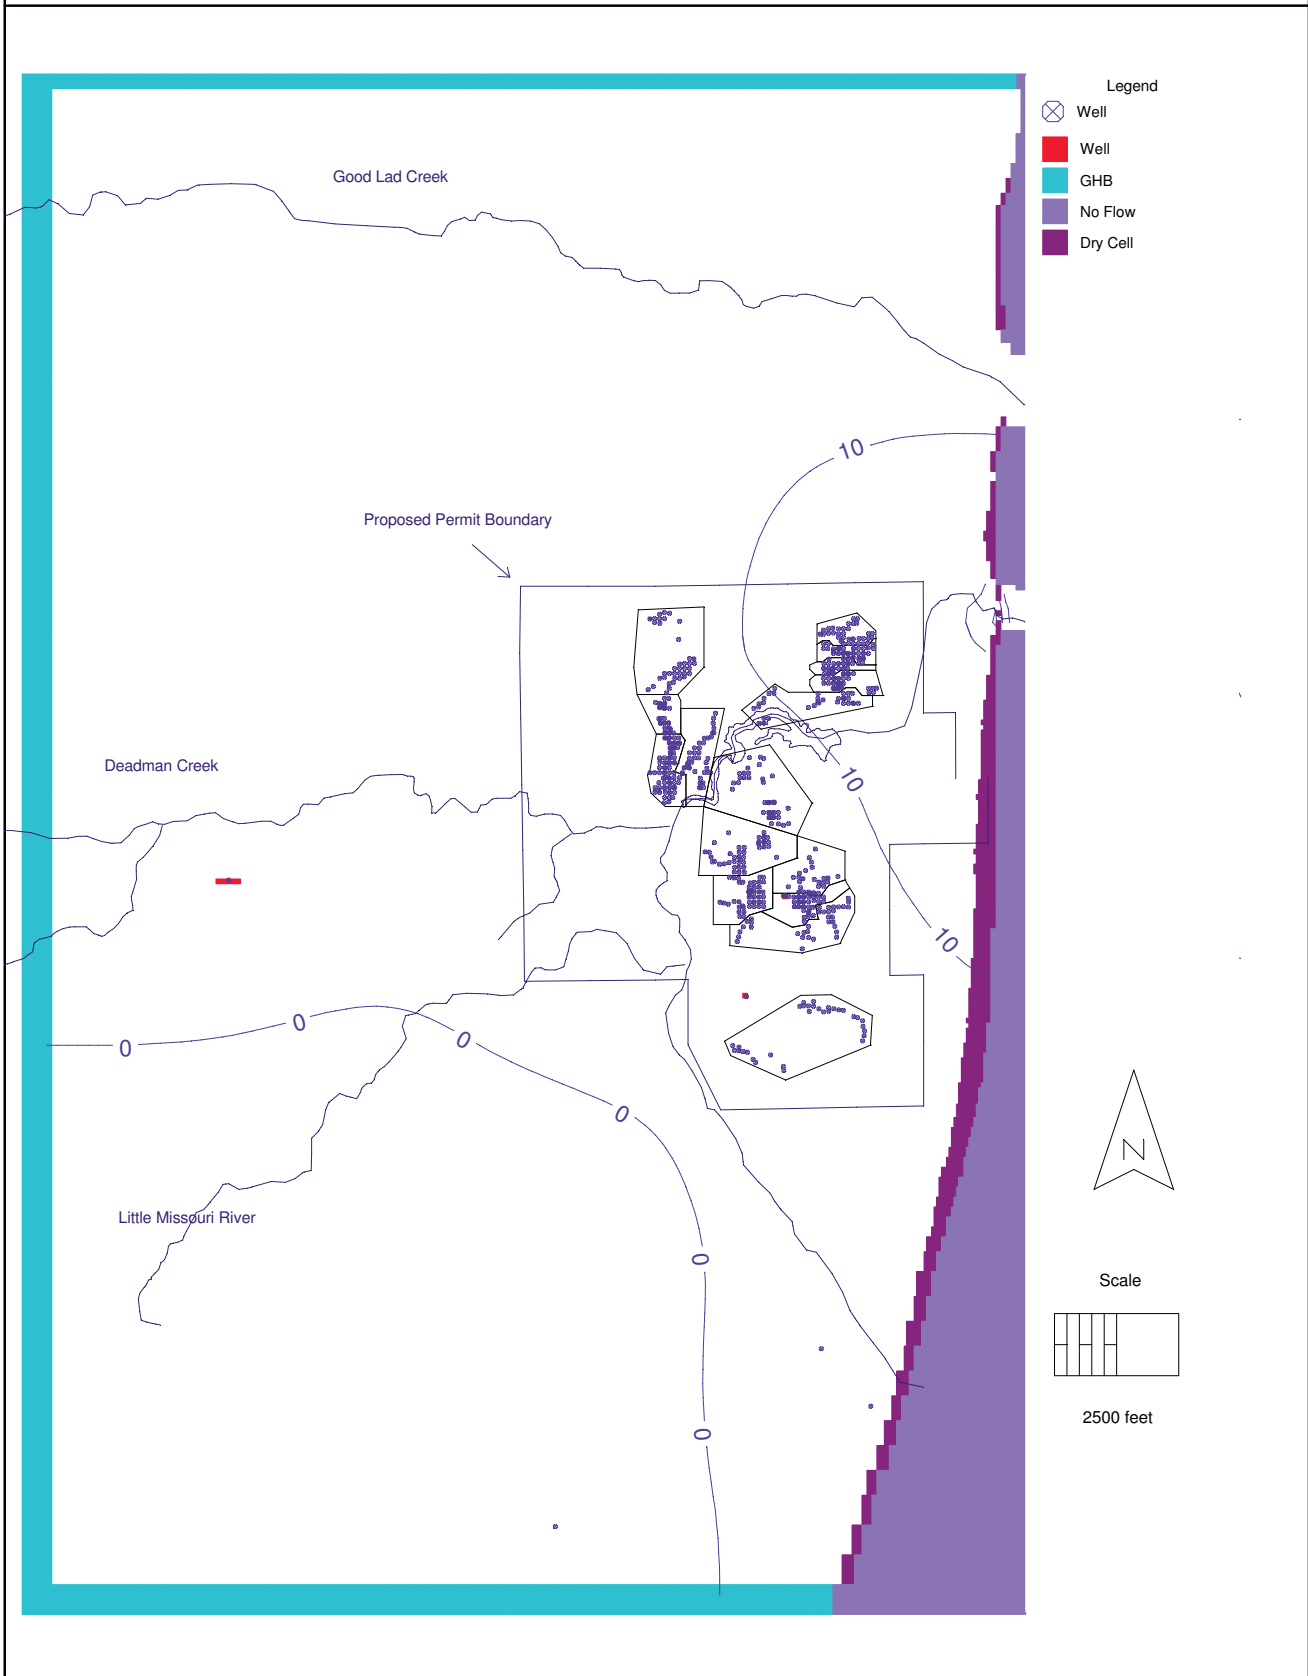 Legend
Well
Well
GHB
No Flow
Dry Cell
Good Lad Creek
10
Proposed Permit Boundary
Deadman Creek
10
10
0
0
0
0
Little Missouri River
0
0
N
Scale
2500 feet